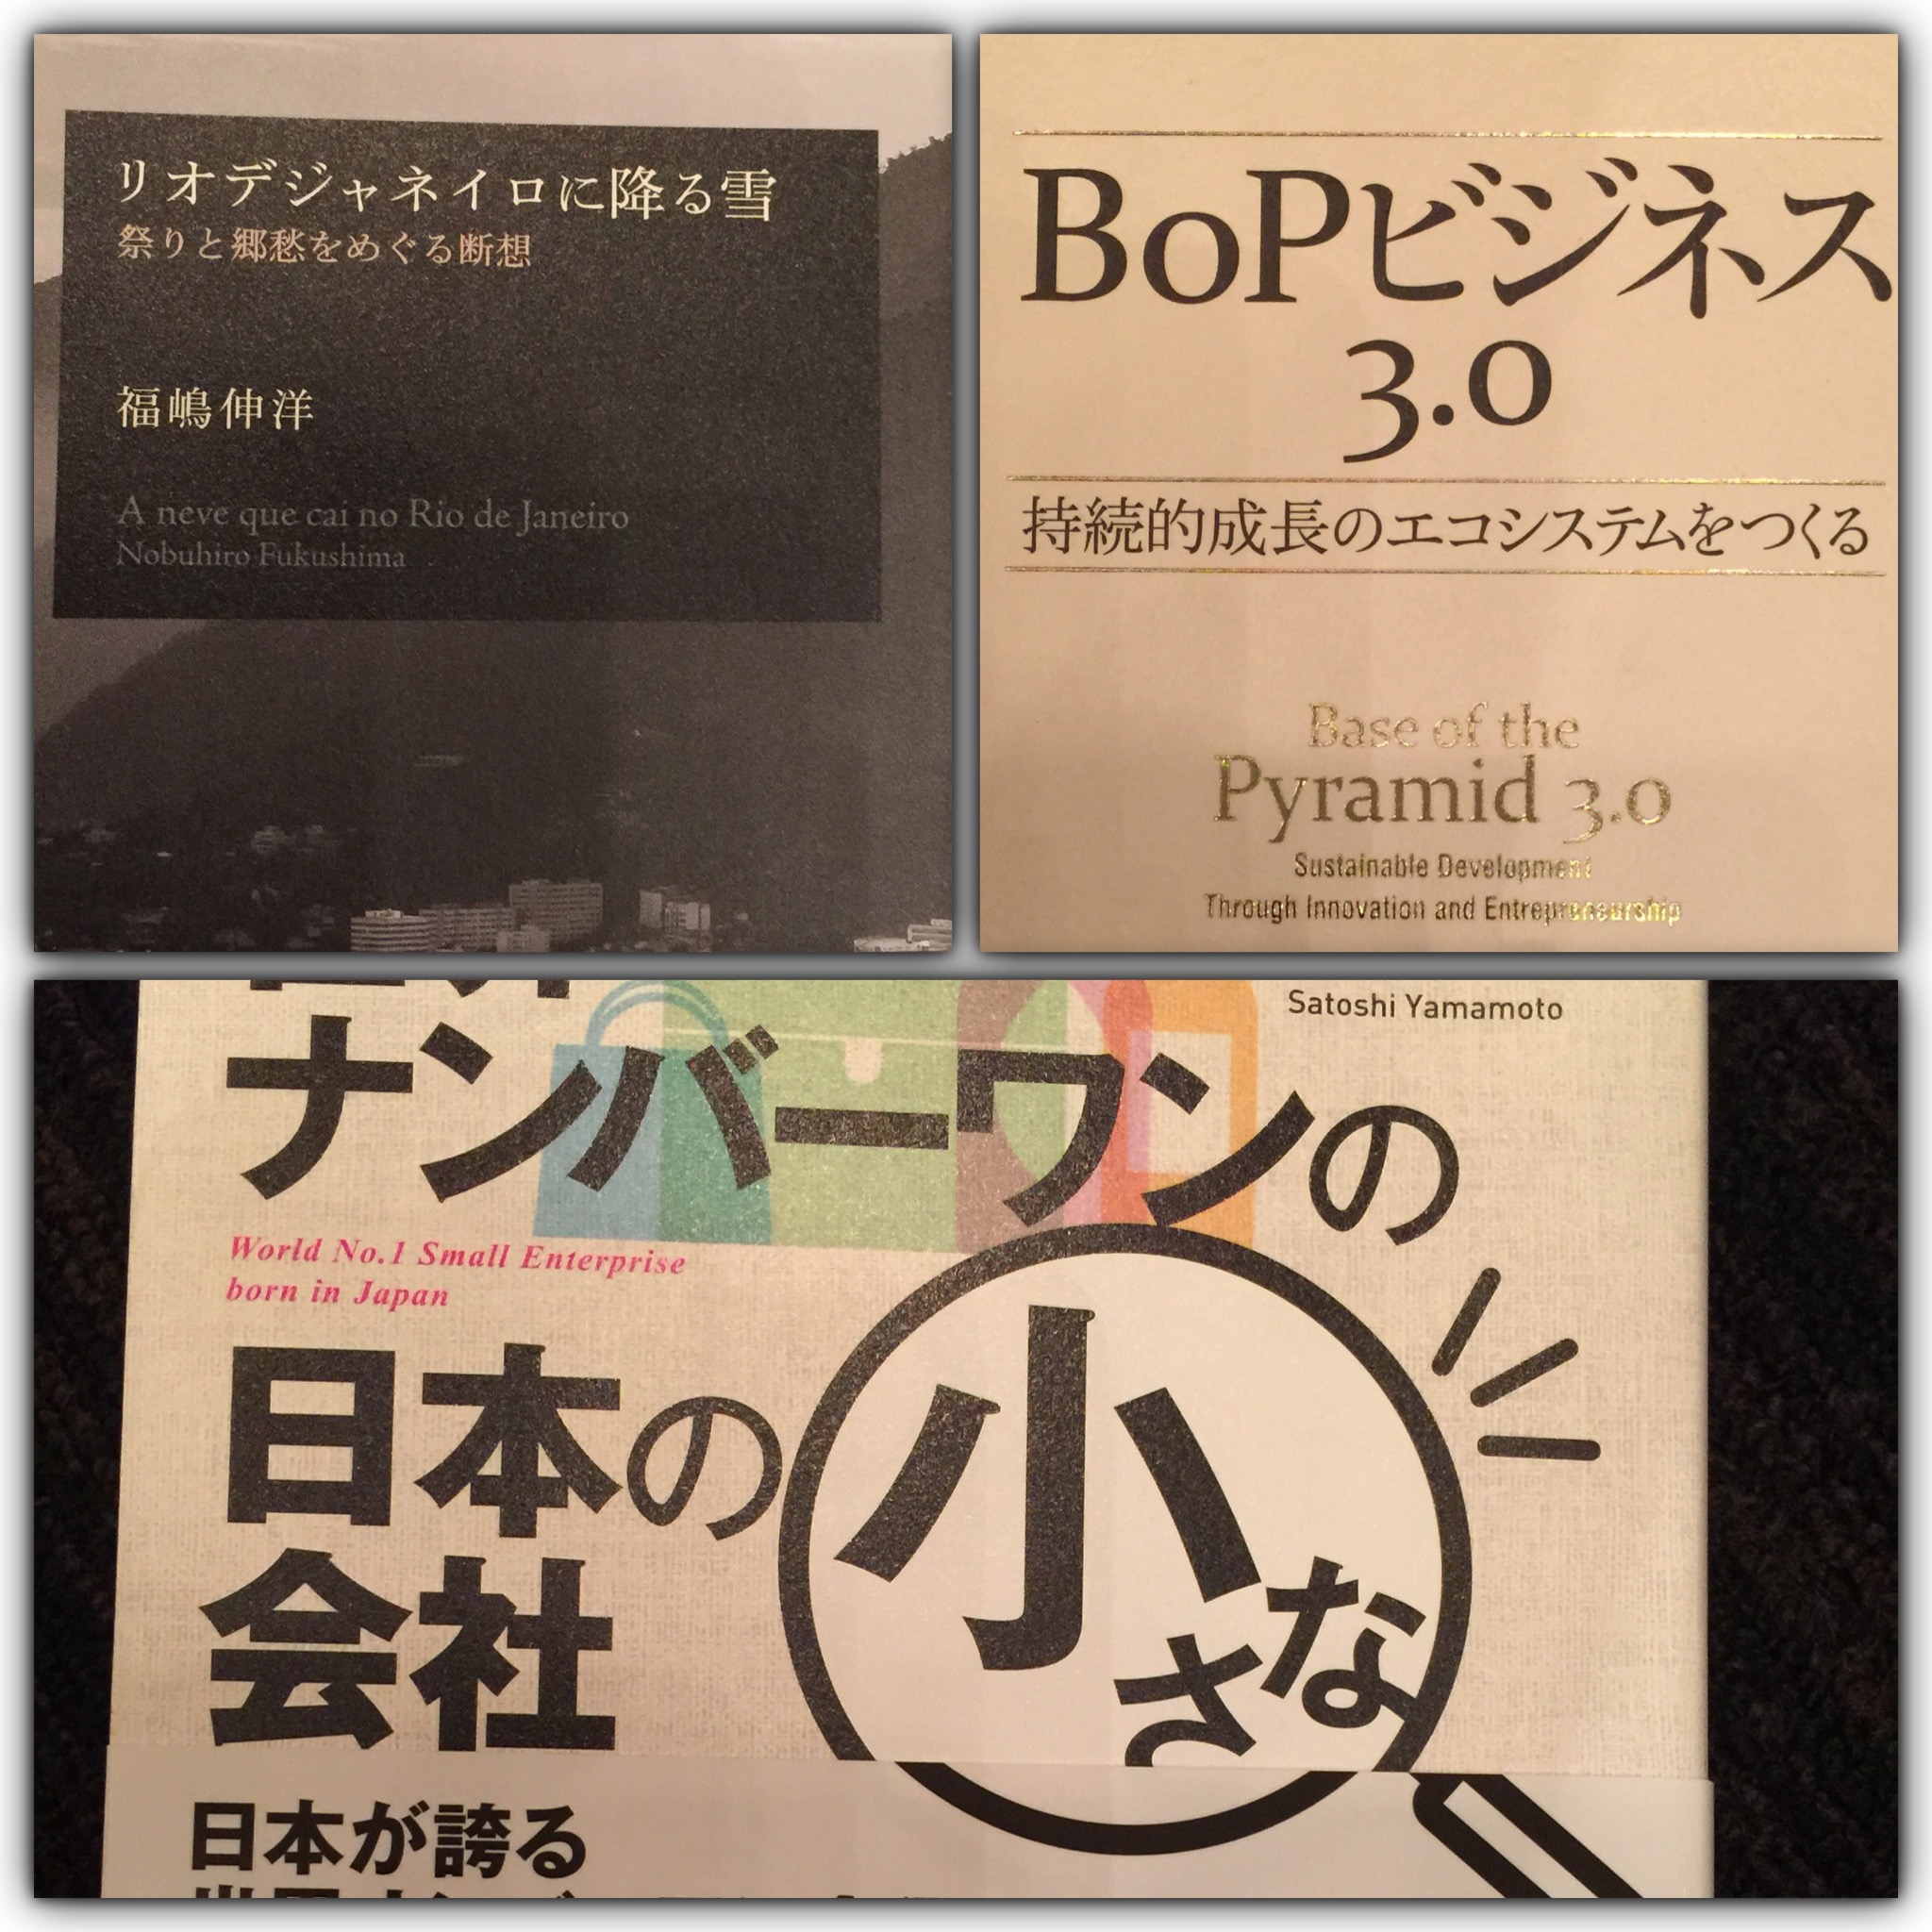 リオデジャネイロに降る雪
祭りと郷愁をめぐる断想
福嶋伸洋
A neve que cai no Rio de Janeiro
Nobuhiro Fukushima
BoPビジネス
3.0
持続的成長のエコシステムをつくる
Base of the
Pyramid 3.0
Sustainable Development
Through Innovation and Entrepreneurship
Satoshi Yamamoto
ナンバーワンの
World No.1 Small Enterprise
born in Japan
日本の小さな
会社
日本が誇る